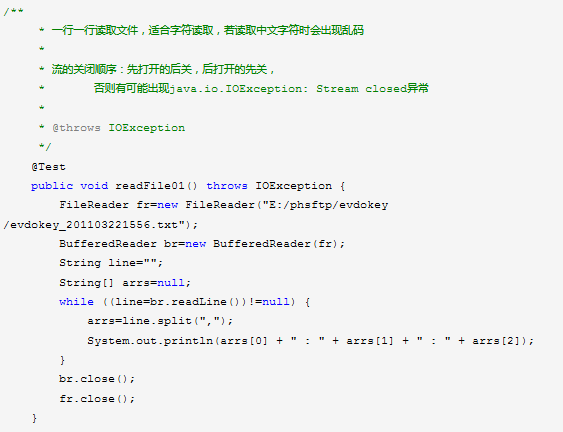 /**
     * 一行一行读取文件，适合字符读取，若读取中文字符时会出现乱码
     *
     * 流的关闭顺序：先打开的后关，后打开的先关，
     *       否则有可能出现java.io.IOException: Stream closed异常
     *
     * @throws IOException
     */
    @Test
    public void readFile01() throws IOException {
        FileReader fr=new FileReader("E:/phsftp/evdokey
/evdokey_201103221556.txt");
        BufferedReader br=new BufferedReader(fr);
        String line="";
        String[] arrs=null;
        while ((line=br.readLine())!=null) {
            arrs=line.split(",");
            System.out.println(arrs[0] + " : " + arrs[1] + " : " + arrs[2]);
        }
        br.close();
        fr.close();
    }